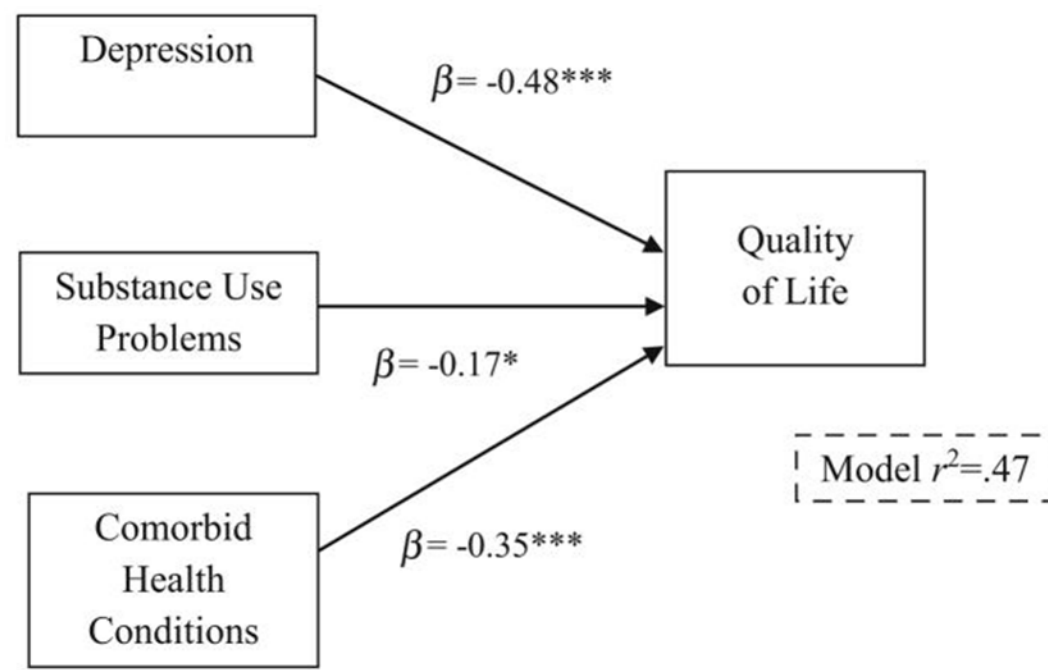 Depression
β= -0.48***
Quality
of Life
Substance Use
Problems
β= -0.17*
Model r²=.47
Comorbid
Health
Conditions
β= -0.35***